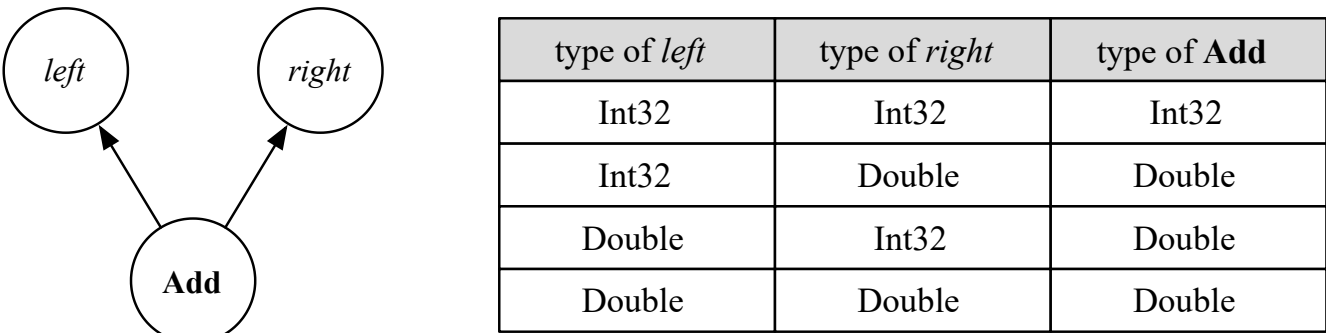 left right
Add
type of left type of right type of Add
Int32 Int32 Int32
Int32 Double Double
Double Int32 Double
Double Double Double